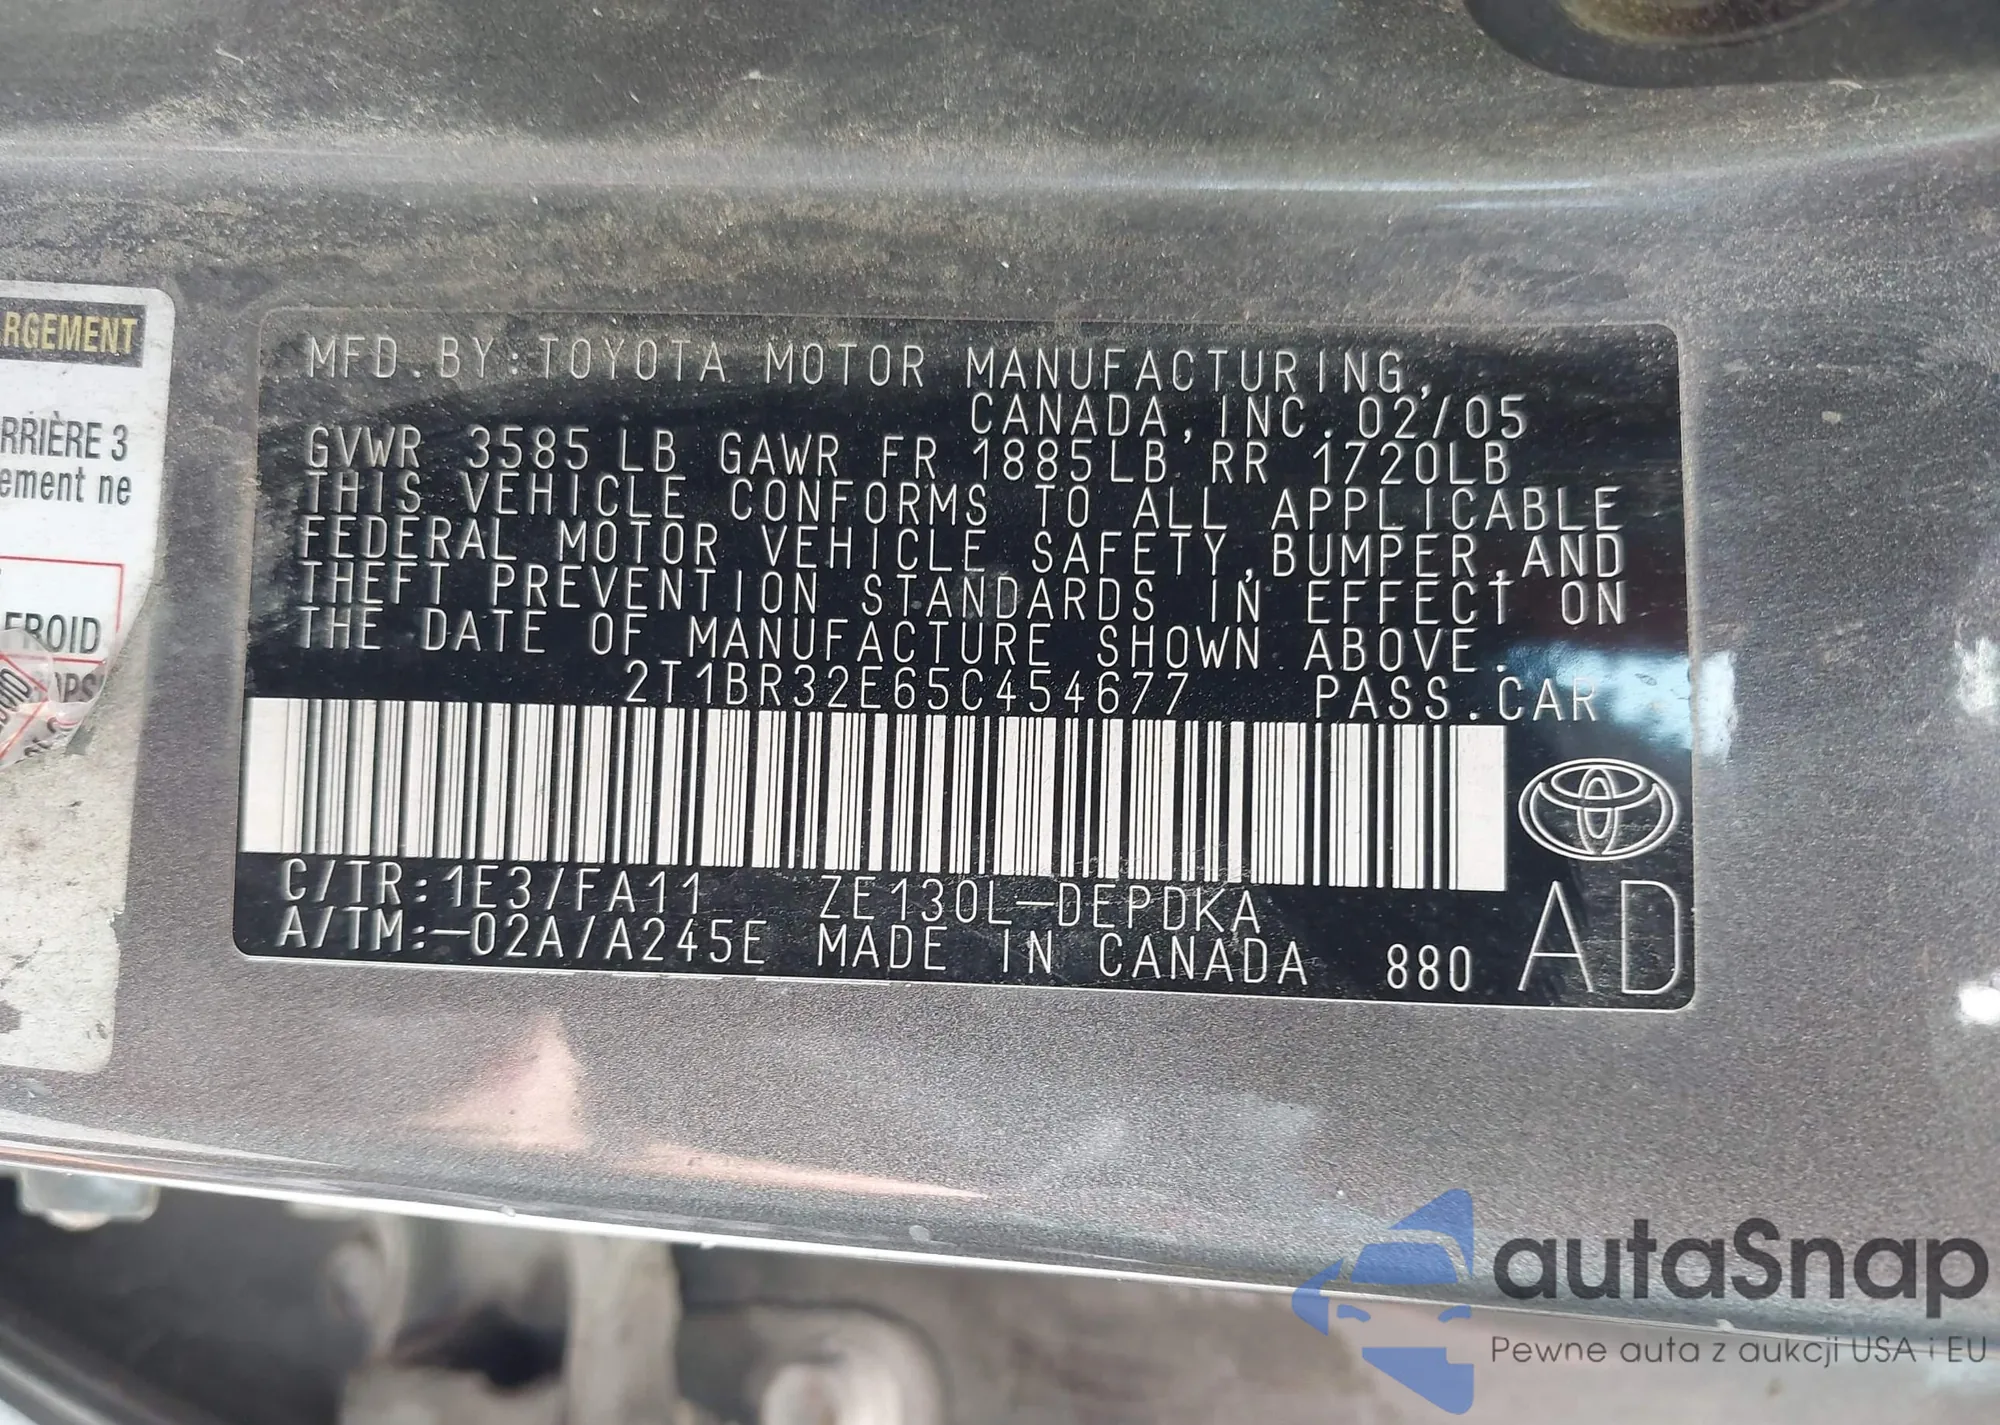 RGEMENT
RRIÈRE 3
ement ne
FROID
MFD.BY:TOYOTA MOTOR MANUFACTURING,
CANADA,INC.02/05
GVWR 3585LB GAWR FR 1885LB RR 1720LB
THIS VEHICLE CONFORMS TO ALL APPLICABLE
FEDERAL MOTOR VEHICLE SAFETY,BUMPER,AND
THEFT PREVENTION STANDARDS IN EFFECT ON
THE DATE OF MANUFACTURE SHOWN ABOVE.
2T1BR32E65C454677 PASS.CAR
C/TR:1E3/FA11 ZE130L-DEPDKA
A/TM:-02A/A245E MADE IN CANADA 880 AD
autaSnap
Pewne auta z aukcji USA i EU